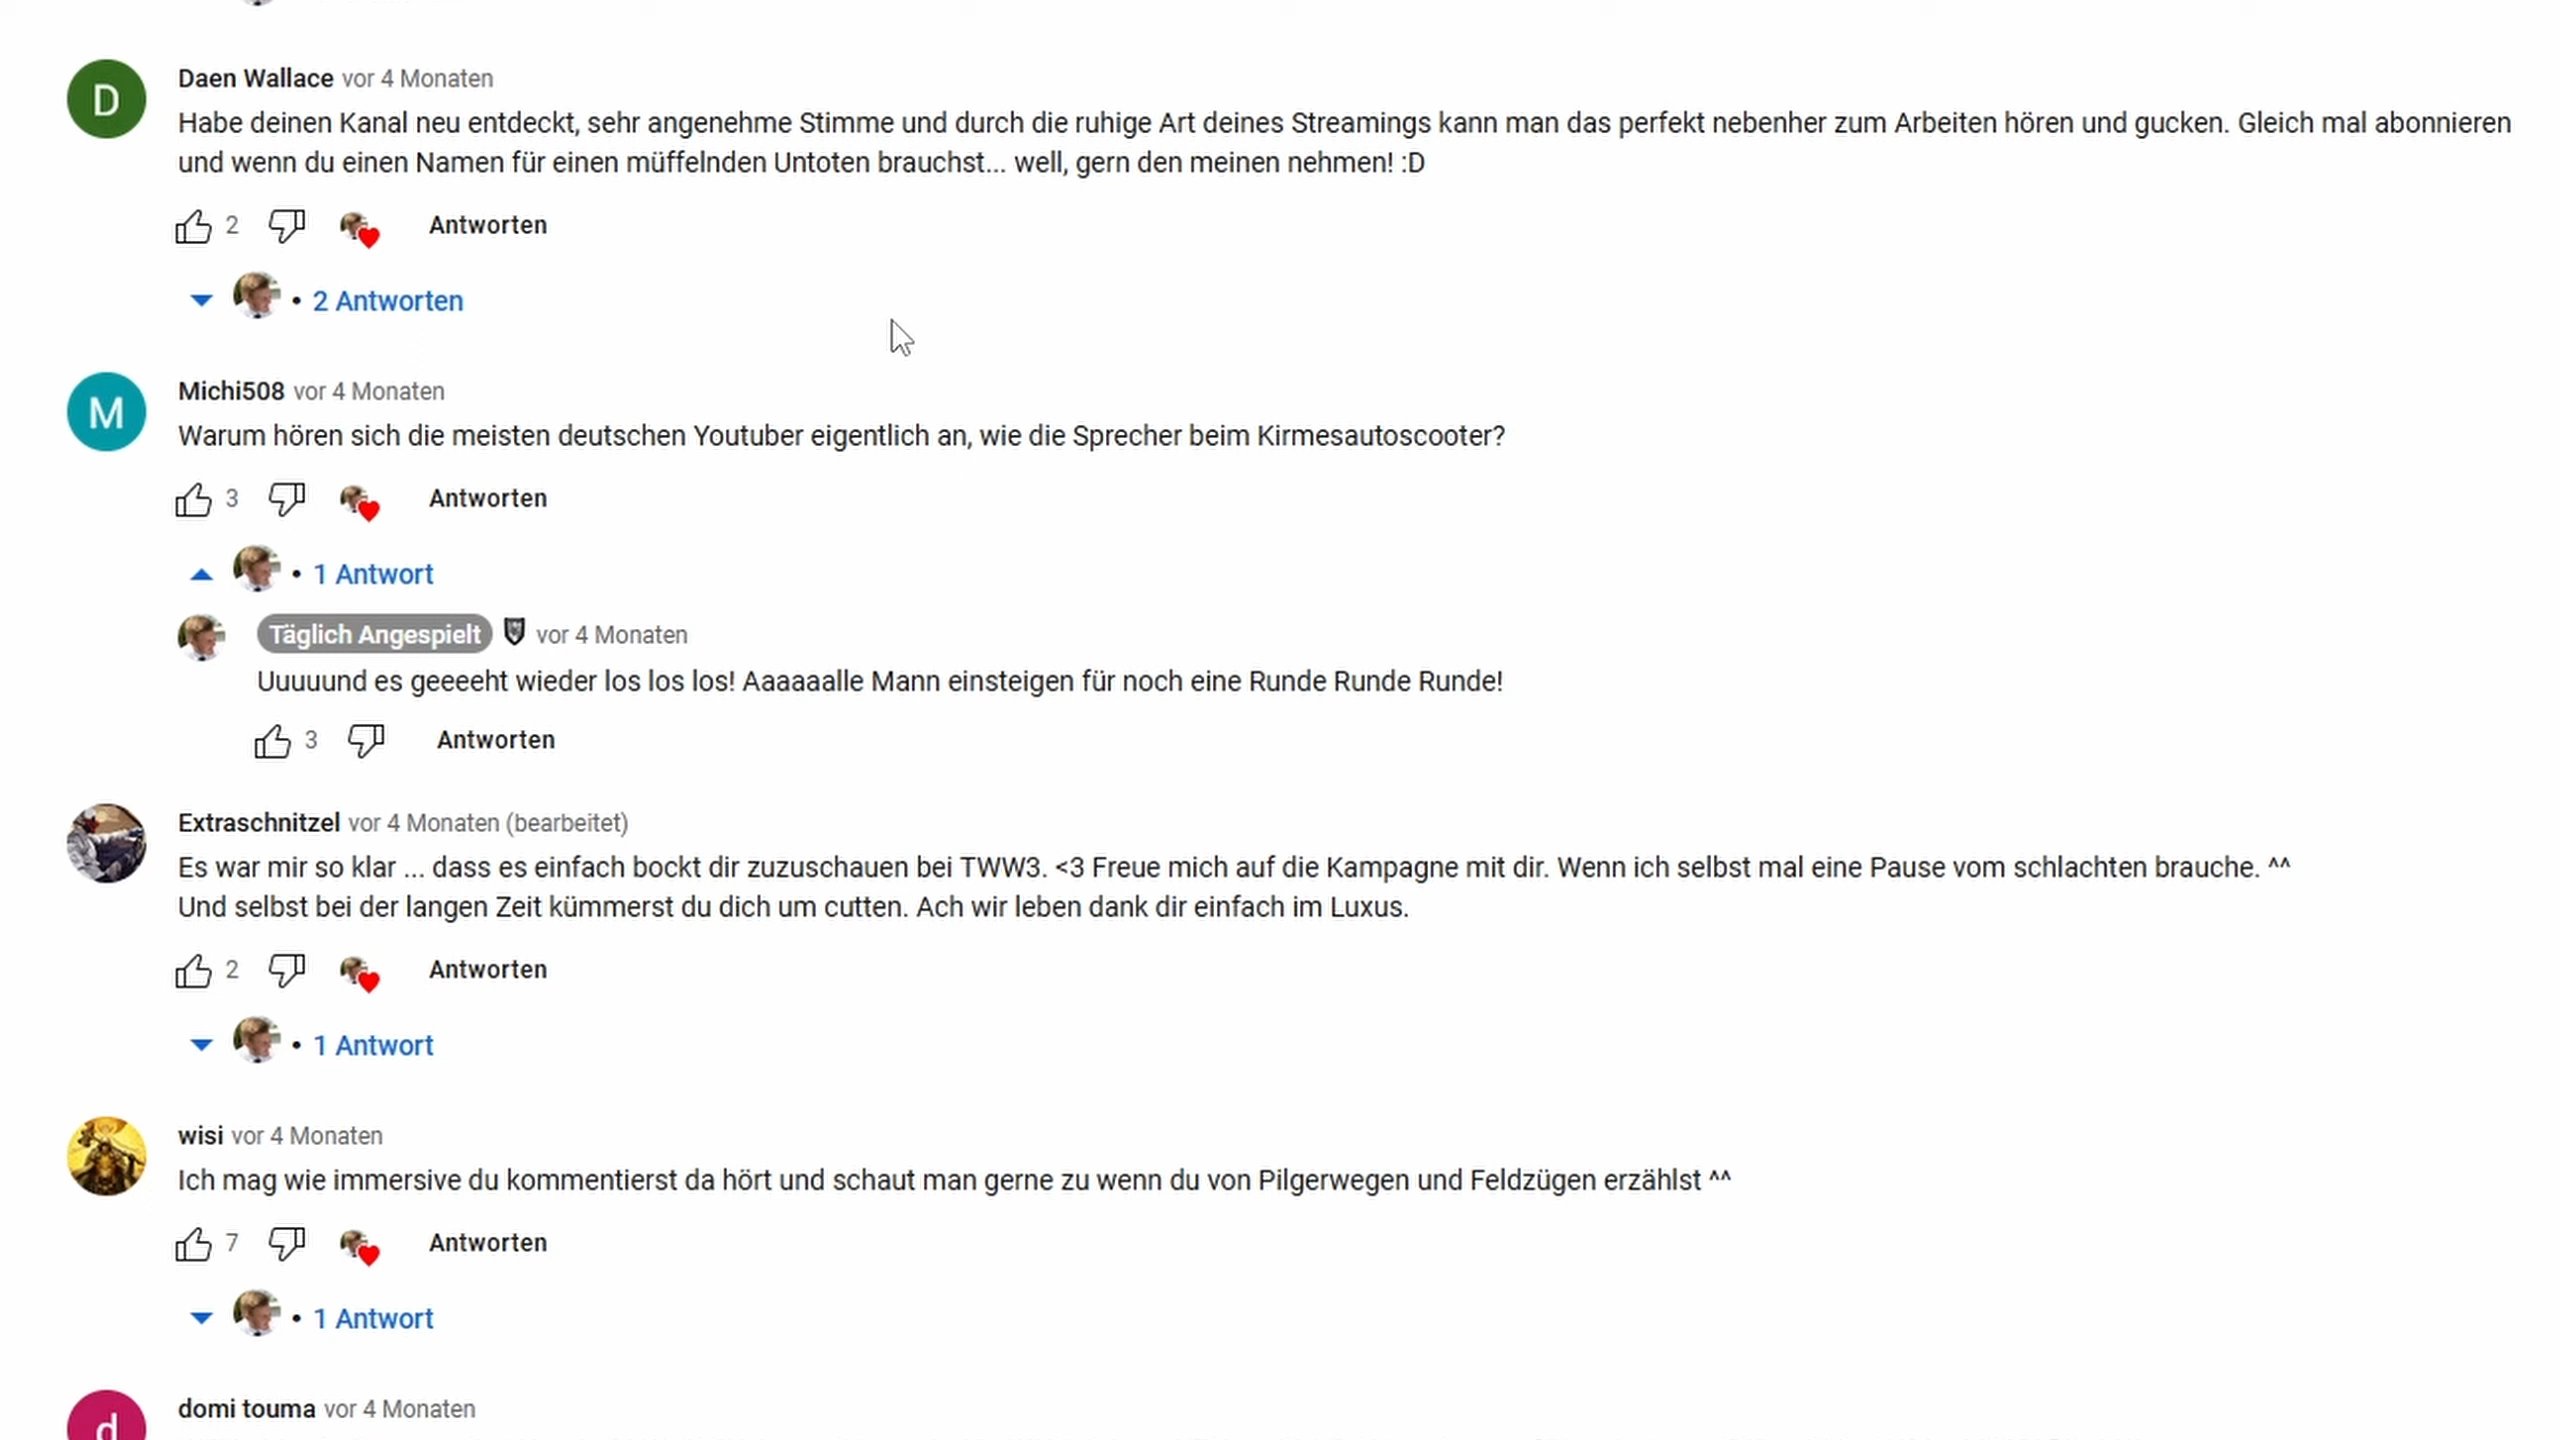 D
Daen Wallace vor 4 Monaten
Habe deinen Kanal neu entdeckt, sehr angenehme Stimme und durch die ruhige Art deines Streamings kann man das perfekt nebenher zum Arbeiten hören und gucken. Gleich mal abonnieren
und wenn du einen Namen für einen müffelnden Untoten brauchst... well, gern den meinen nehmen! :D
2 Antworten
2 Antworten
M
Michi508 vor 4 Monaten
Warum hören sich die meisten deutschen Youtuber eigentlich an, wie die Sprecher beim Kirmesautoscooter?
3 Antworten
1 Antwort
Täglich Angespielt vor 4 Monaten
Uuuuund es geeeeht wieder los los los! Aaaaaalle Mann einsteigen für noch eine Runde Runde Runde!
3 Antworten
Extraschnitzel vor 4 Monaten (bearbeitet)
Es war mir so klar ... dass es einfach bockt dir zuzuschauen bei TWW3. <3 Freue mich auf die Kampagne mit dir. Wenn ich selbst mal eine Pause vom schlachten brauche. ^^
Und selbst bei der langen Zeit kümmerst du dich um cutten. Ach wir leben dank dir einfach im Luxus.
2 Antworten
1 Antwort
wisi vor 4 Monaten
Ich mag wie immersive du kommentierst da hört und schaut man gerne zu wenn du von Pilgerwegen und Feldzügen erzählst ^^
7 Antworten
1 Antwort
d
domi touma vor 4 Monaten